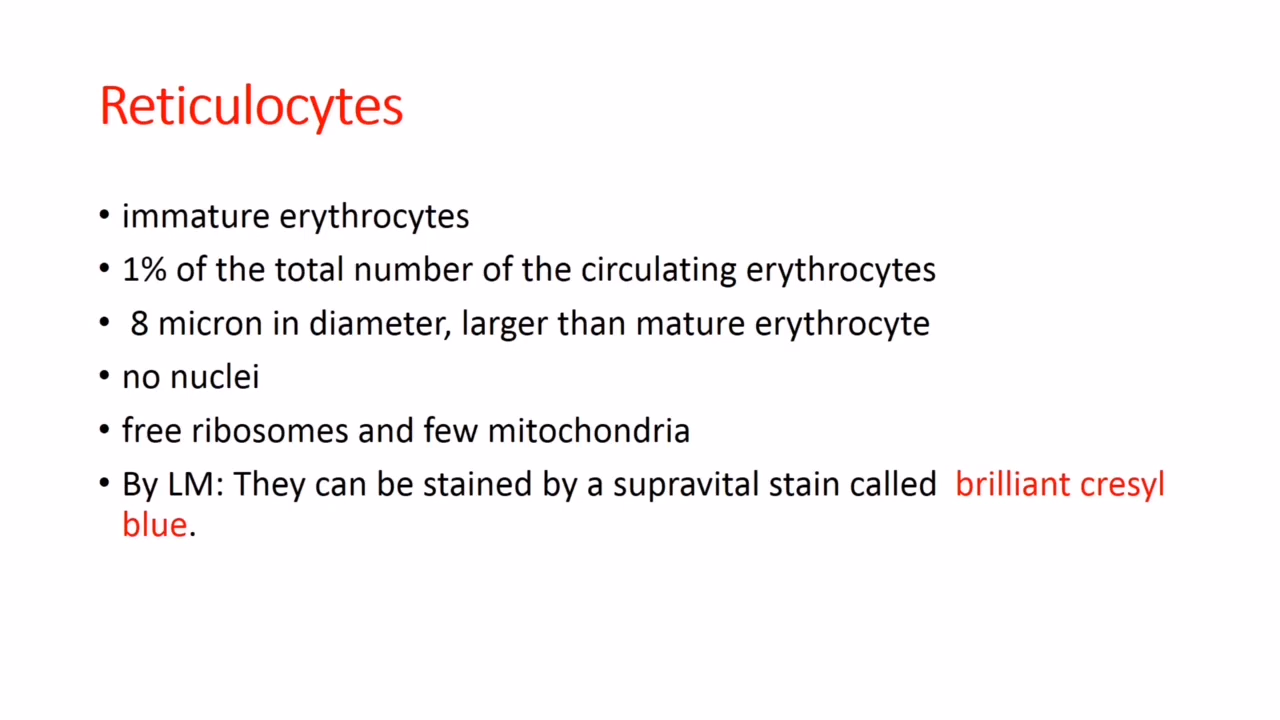 Reticulocytes
• immature erythrocytes
• 1% of the total number of the circulating erythrocytes
• 8 micron in diameter, larger than mature erythrocyte
• no nuclei
• free ribosomes and few mitochondria
• By LM: They can be stained by a supravital stain called brilliant cresyl
blue.